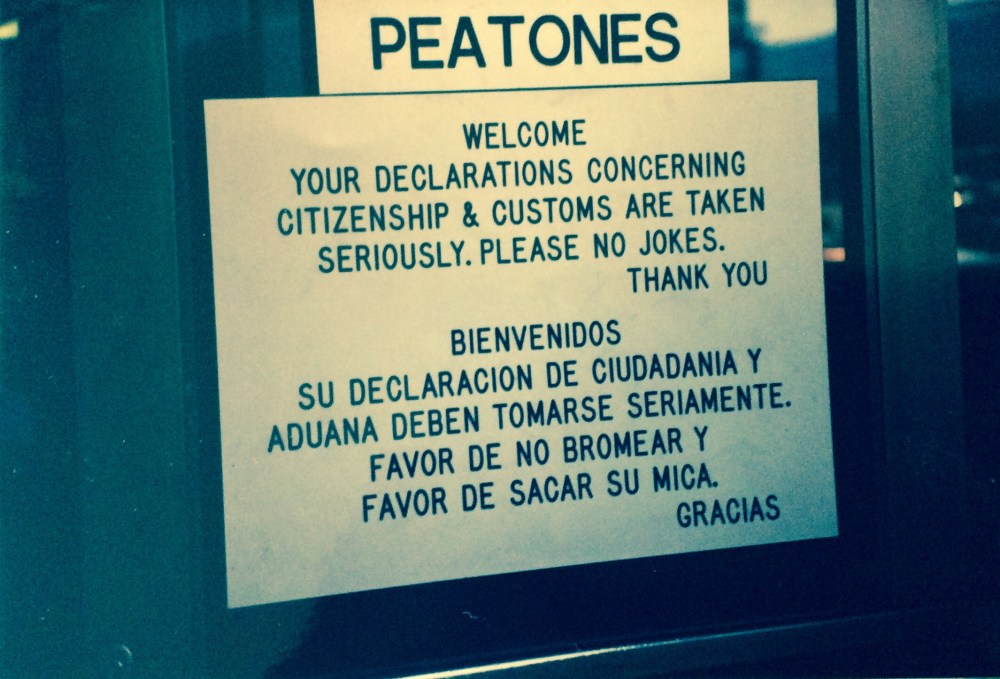 PEATONES
WELCOME
YOUR DECLARATIONS CONCERNING
CITIZENSHIP & CUSTOMS ARE TAKEN
SERIOUSLY. PLEASE NO JOKES.
THANK YOU
BIENVENIDOS
SU DECLARACION DE CIUDADANIA Y
ADUANA DEBEN TOMARSE SERIAMENTE.
FAVOR DE NO BROMEAR Y
FAVOR DE SACAR SU MICA.
GRACIAS